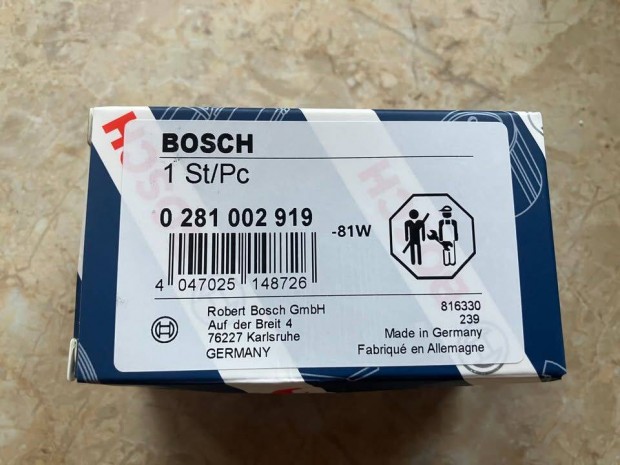 BOSCH
1 St/Pc
0 281 002 919
-81W
4 047025 148726
Robert Bosch GmbH
Auf der Breit 4
76227 Karlsruhe
GERMANY
816330
239
Made in Germany
Fabriqué en Allemagne